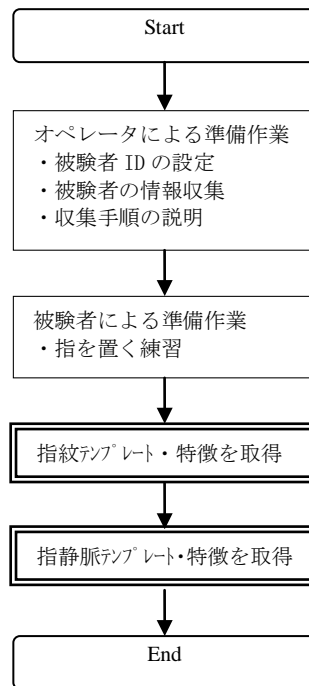 Start
オペレータによる準備作業
・被験者 ID の設定
・被験者の情報収集
・収集手順の説明
被験者による準備作業
・指を置く練習
指紋ﾃﾝﾌﾟﾚｰﾄ・特徴を取得
指静脈ﾃﾝﾌﾟﾚｰﾄ・特徴を取得
End